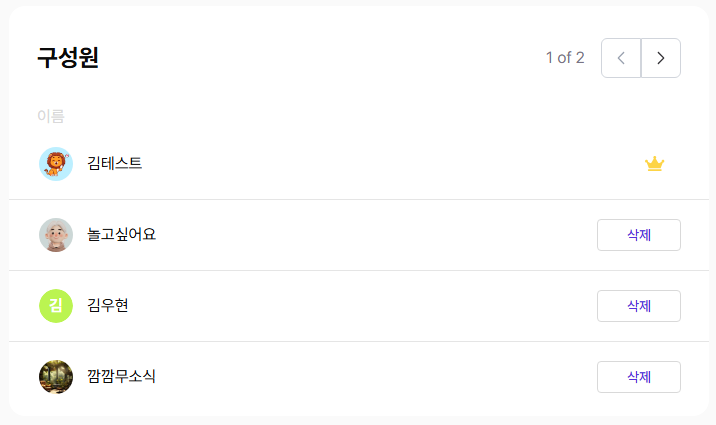 구성원
1 of 2
이름
김테스트
놀고싶어요
삭제
김 김우현
삭제
깜깜무소식
삭제